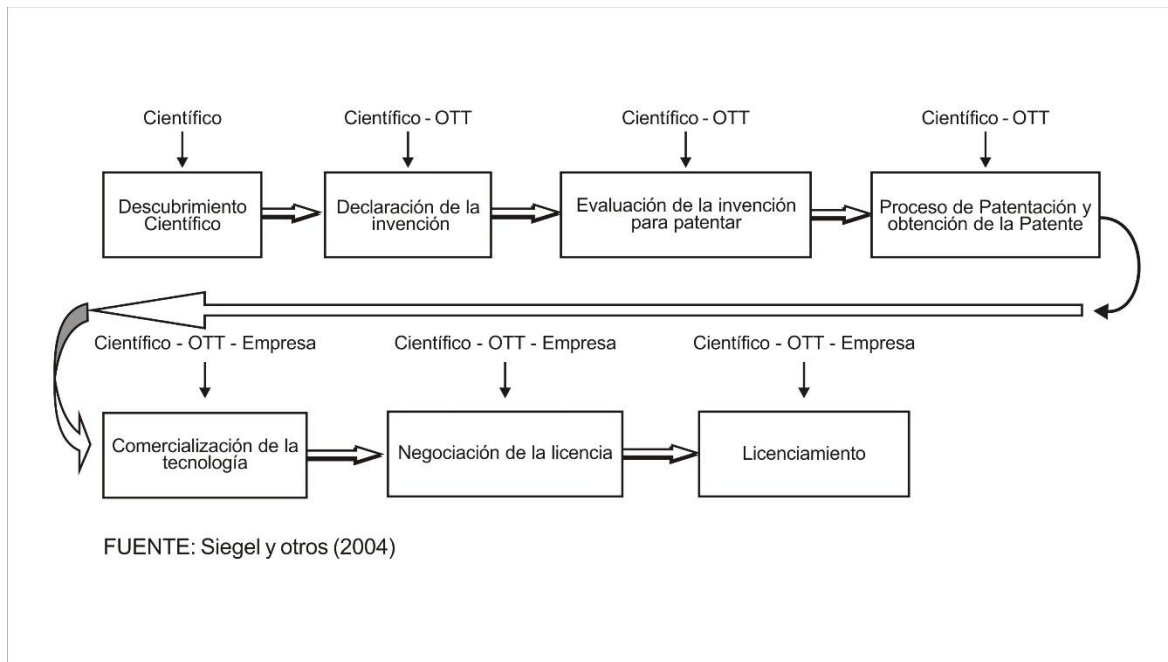 Científico
Científico - OTT
Científico - OTT
Científico - OTT
Descubrimiento
Científico
Declaración de la
invención
Evaluación de la invención
para patentar
Proceso de Patentación y
obtención de la Patente
Científico - OTT - Empresa
Científico - OTT - Empresa
Científico - OTT - Empresa
Comercialización de la
tecnología
Negociación de la licencia
Licenciamiento
FUENTE: Siegel y otros (2004)